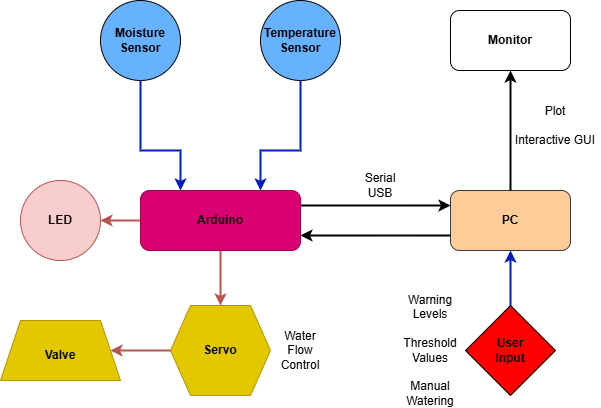 Moisture
Sensor
Temperature
Sensor
Monitor
Plot
Interactive GUI
Serial
USB
LED
Arduino
PC
Warning
Levels
Threshold
Values
Manual
Watering
User
Input
Valve
Servo
Water
Flow
Control